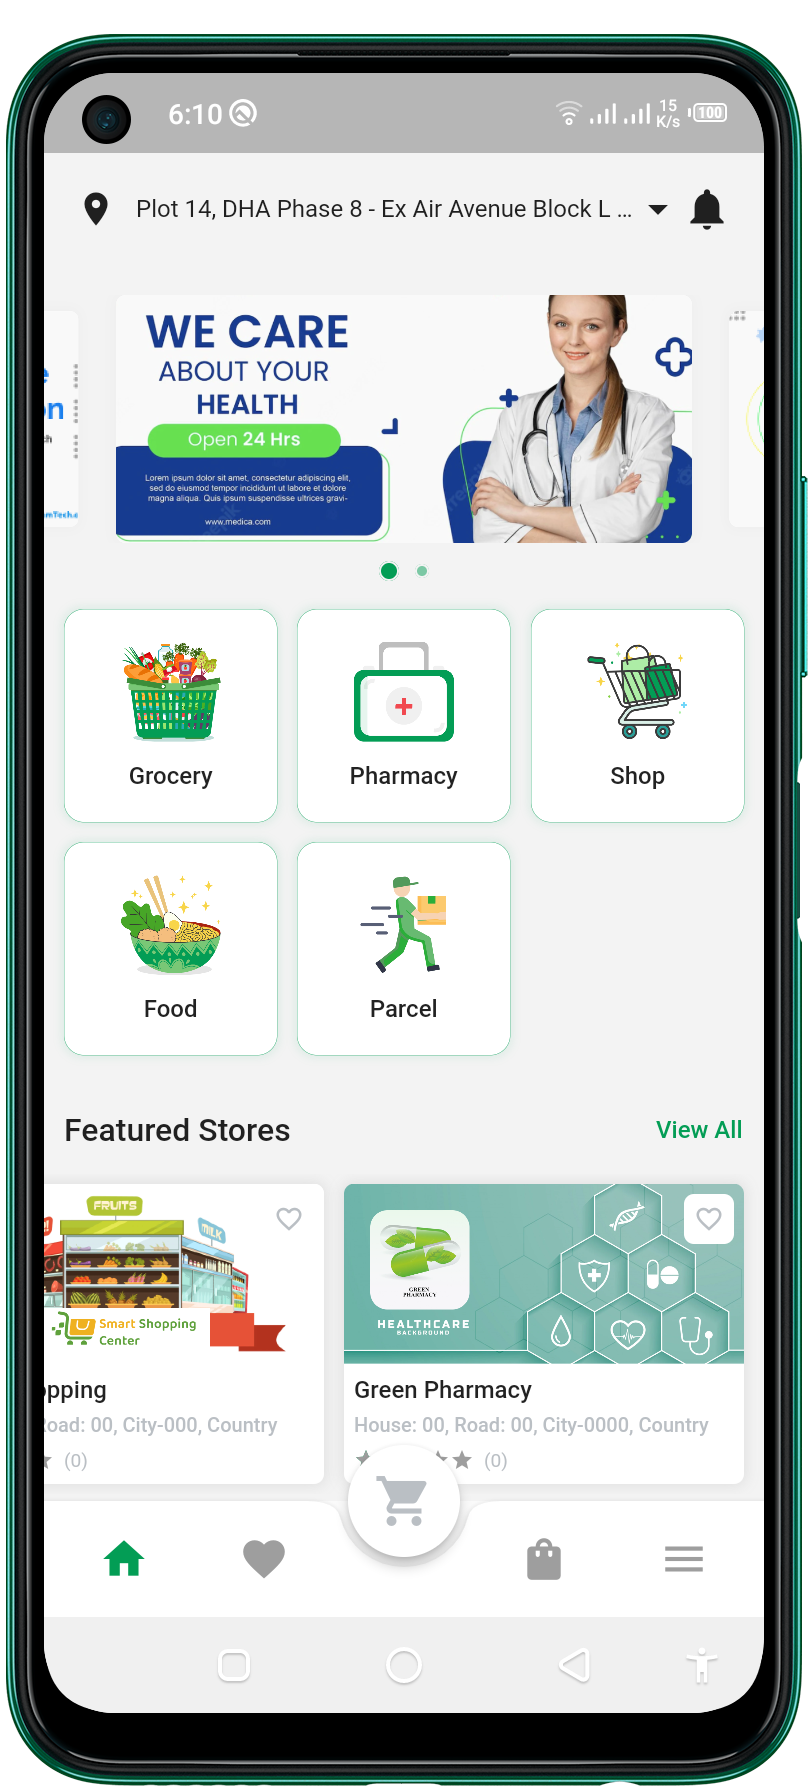 6:10
15
K/s
100
Plot 14, DHA Phase 8 - Ex Air Avenue Block L ...
WE CARE
ABOUT YOUR
HEALTH
Open 24 Hrs
Lorem ipsum dolor sit amet, consectetur adipiscing elit,
sed do eiusmod tempor incididunt ut labore et dolore
magna aliqua. Quis ipsum suspendisse ultrices gravi-
www.medica.com
e
on
ch
mTech.c
Grocery
Pharmacy
Shop
Food
Parcel
Featured Stores
View All
FRUITS
MILK
Smart Shopping
Center
opping
Road: 00, City-000, Country
(0)
GREEN
PHARMACY
HEALTHCARE
BACKGROUND
Green Pharmacy
House: 00, Road: 00, City-0000, Country
(0)